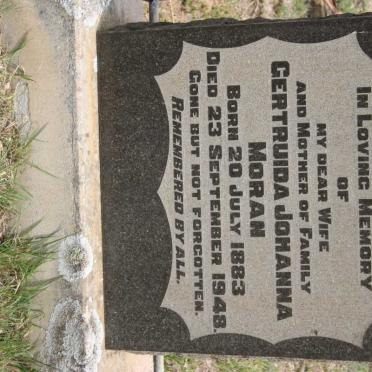 IN LOVING MEMORY
OF
MY DEAR WIFE
AND MOTHER OF FAMILY
GERTRUIDA JOHANNA
MORAN
BORN 20 JULY 1883
DIED 23 SEPTEMBER 1948.
GONE BUT NOT FORGOTTEN.
REMEMBERED BY ALL.